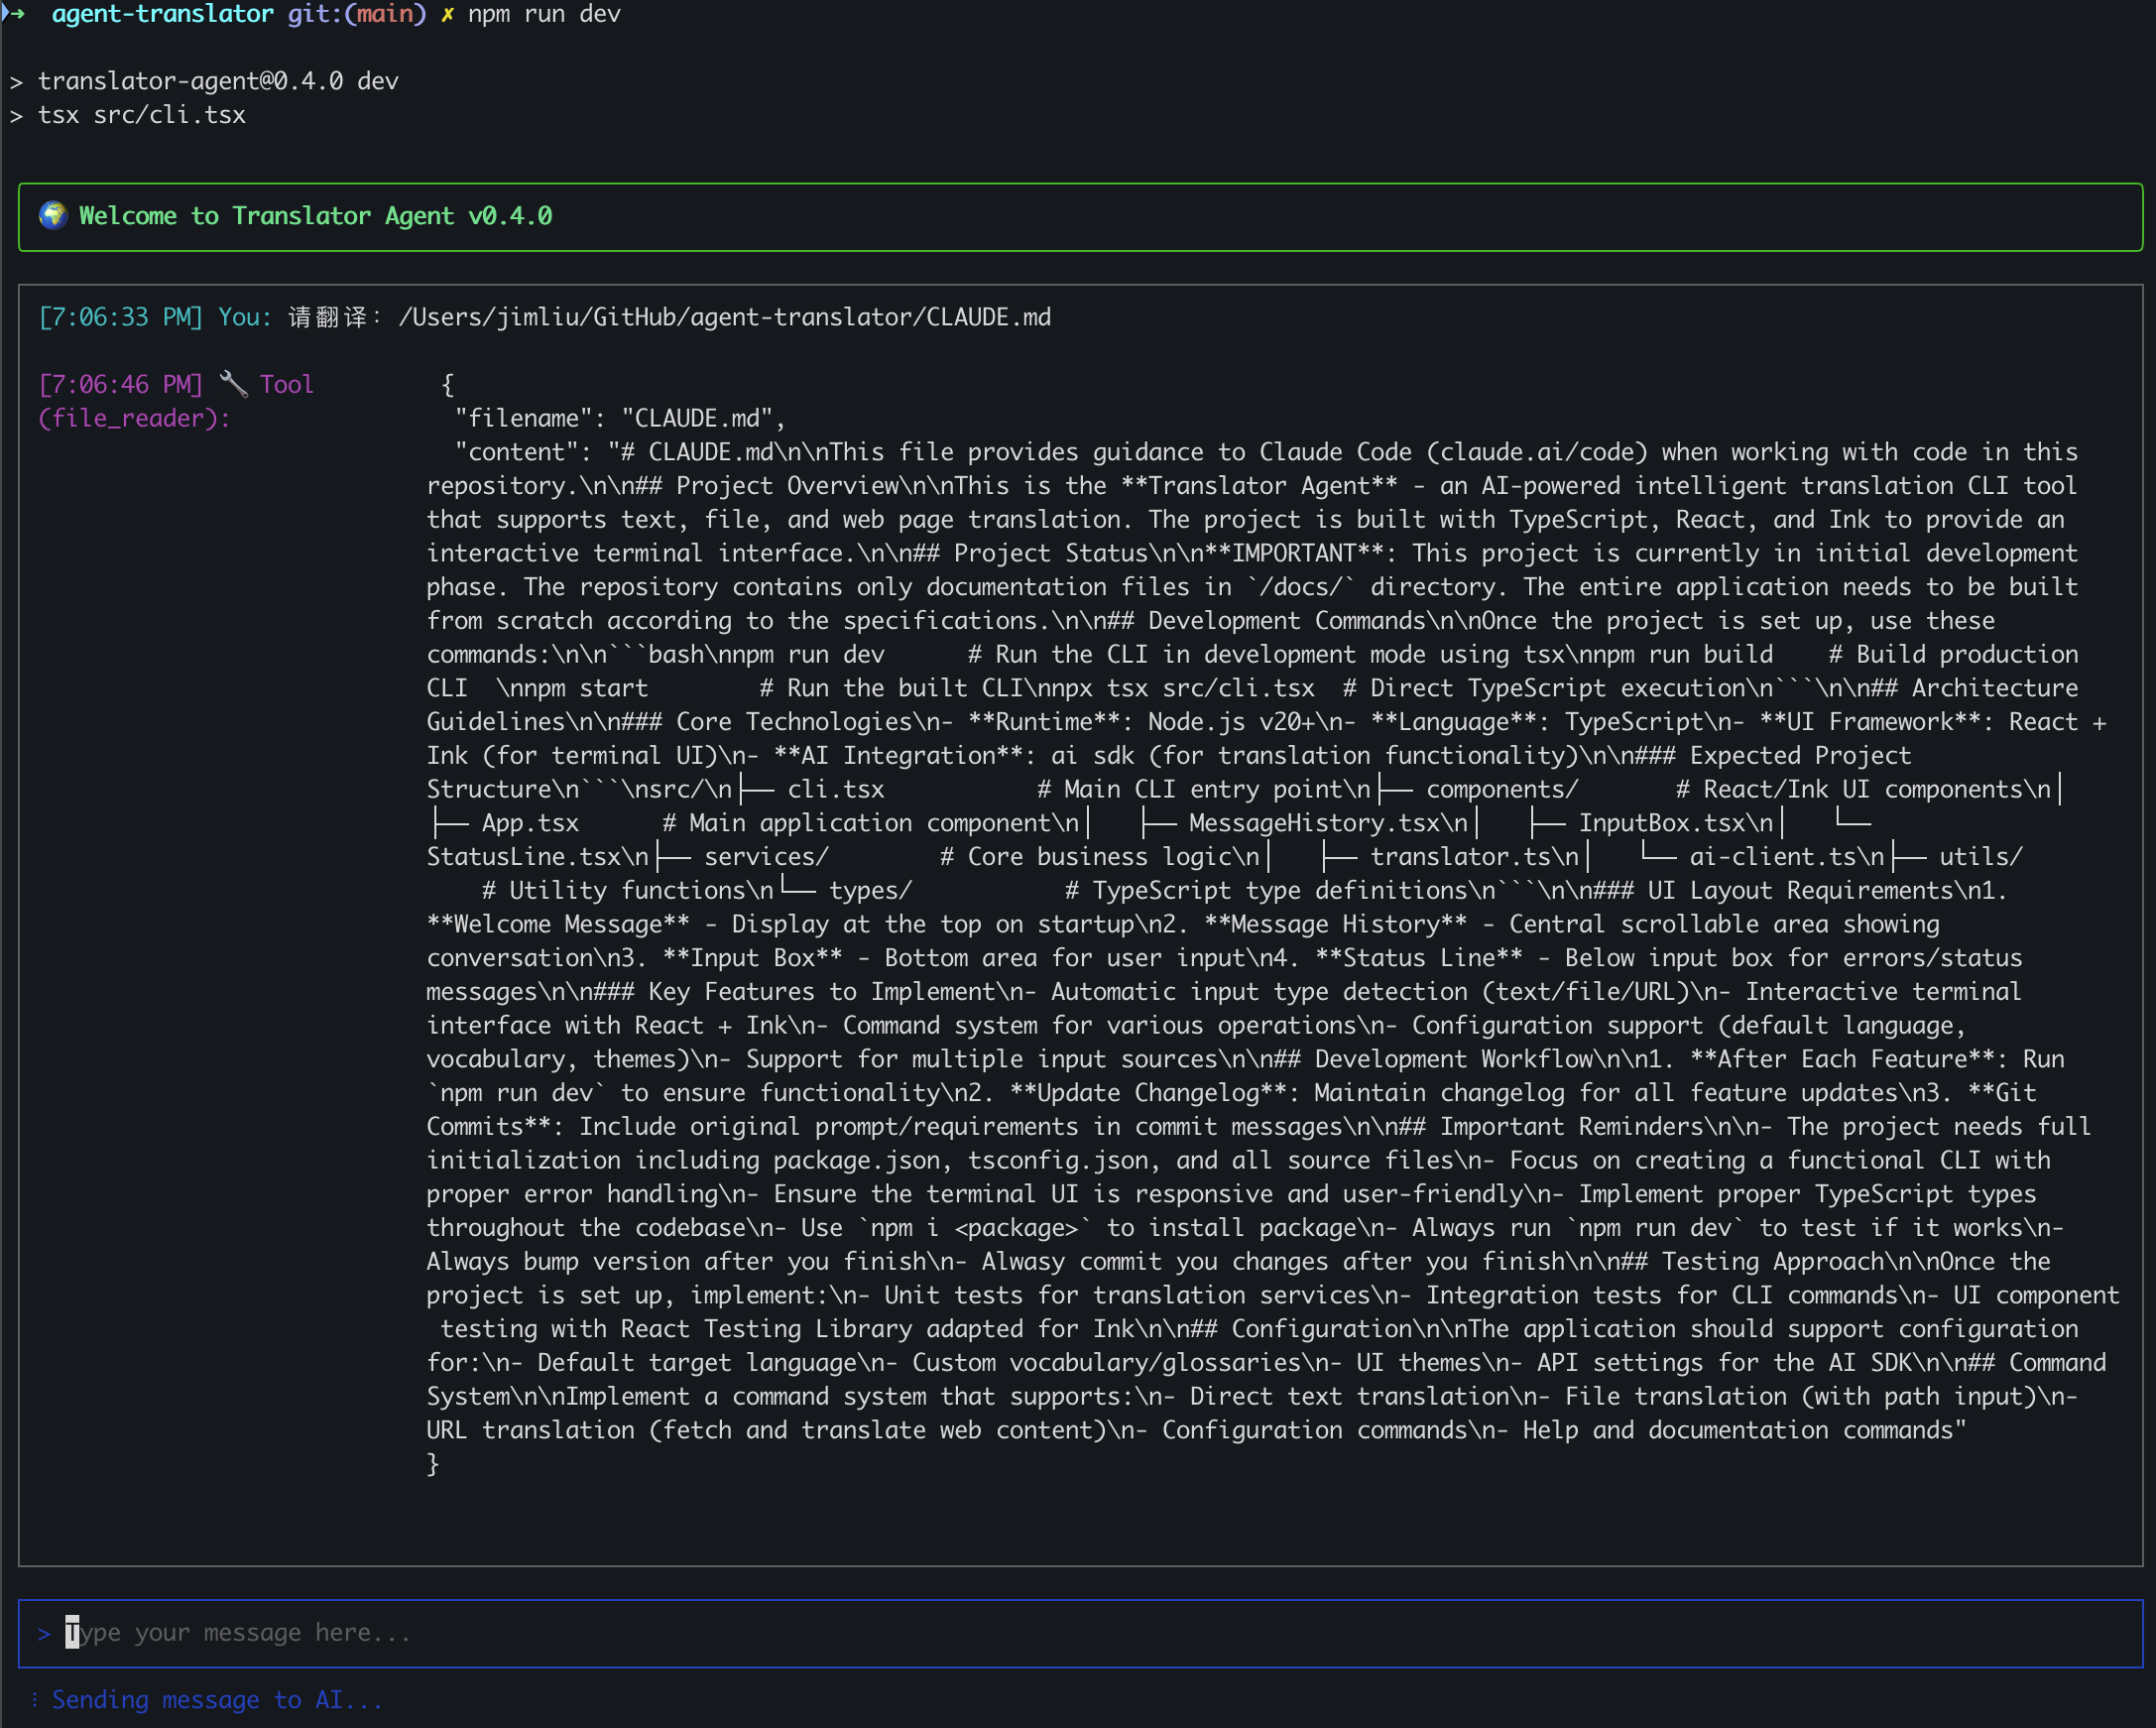 ➜  agent-translator git:(main) ✗ npm run dev
> translator-agent@0.4.0 dev
> tsx src/cli.tsx
🌍 Welcome to Translator Agent v0.4.0
[7:06:33 PM] You: 请翻译： /Users/jimliu/GitHub/agent-translator/CLAUDE.md
[7:06:46 PM] 🔧 Tool
(file_reader):
{
"filename": "CLAUDE.md",
"content": "# CLAUDE.md\n\nThis file provides guidance to Claude Code (claude.ai/code) when working with code in this
repository.\n\n## Project Overview\n\nThis is the **Translator Agent** - an AI-powered intelligent translation CLI tool
that supports text, file, and web page translation. The project is built with TypeScript, React, and Ink to provide an
interactive terminal interface.\n\n## Project Status\n\n**IMPORTANT**: This project is currently in initial development
phase. The repository contains only documentation files in `/docs/` directory. The entire application needs to be built
from scratch according to the specifications.\n\n## Development Commands\n\nOnce the project is set up, use these
commands:\n\n```bash\nnpm run dev      # Run the CLI in development mode using tsx\nnpm run build    # Build production
CLI  \nnpm start        # Run the built CLI\nnpx tsx src/cli.tsx  # Direct TypeScript execution\n```\n\n## Architecture
Guidelines\n\n### Core Technologies\n- **Runtime**: Node.js v20+\n- **Language**: TypeScript\n- **UI Framework**: React +
Ink (for terminal UI)\n- **AI Integration**: ai sdk (for translation functionality)\n\n### Expected Project
Structure\n```\nsrc/\n├── cli.tsx           # Main CLI entry point\n├── components/       # React/Ink UI components\n│
├── App.tsx      # Main application component\n│   ├── MessageHistory.tsx\n│   ├── InputBox.tsx\n│   └──
StatusLine.tsx\n├── services/        # Core business logic\n│   ├── translator.ts\n│   └── ai-client.ts\n├── utils/
# Utility functions\n└── types/           # TypeScript type definitions\n```\n\n### UI Layout Requirements\n1.
**Welcome Message** - Display at the top on startup\n2. **Message History** - Central scrollable area showing
conversation\n3. **Input Box** - Bottom area for user input\n4. **Status Line** - Below input box for errors/status
messages\n\n### Key Features to Implement\n- Automatic input type detection (text/file/URL)\n- Interactive terminal
interface with React + Ink\n- Command system for various operations\n- Configuration support (default language,
vocabulary, themes)\n- Support for multiple input sources\n\n## Development Workflow\n\n1. **After Each Feature**: Run
`npm run dev` to ensure functionality\n2. **Update Changelog**: Maintain changelog for all feature updates\n3. **Git
Commits**: Include original prompt/requirements in commit messages\n\n## Important Reminders\n\n- The project needs full
initialization including package.json, tsconfig.json, and all source files\n- Focus on creating a functional CLI with
proper error handling\n- Ensure the terminal UI is responsive and user-friendly\n- Implement proper TypeScript types
throughout the codebase\n- Use `npm i <package>` to install package\n- Always run `npm run dev` to test if it works\n-
Always bump version after you finish\n- Alwasy commit you changes after you finish\n\n## Testing Approach\n\nOnce the
project is set up, implement:\n- Unit tests for translation services\n- Integration tests for CLI commands\n- UI component
testing with React Testing Library adapted for Ink\n\n## Configuration\n\nThe application should support configuration
for:\n- Default target language\n- Custom vocabulary/glossaries\n- UI themes\n- API settings for the AI SDK\n\n## Command
System\n\nImplement a command system that supports:\n- Direct text translation\n- File translation (with path input)\n-
URL translation (fetch and translate web content)\n- Configuration commands\n- Help and documentation commands"
}
> Type your message here...
⁝ Sending message to AI...